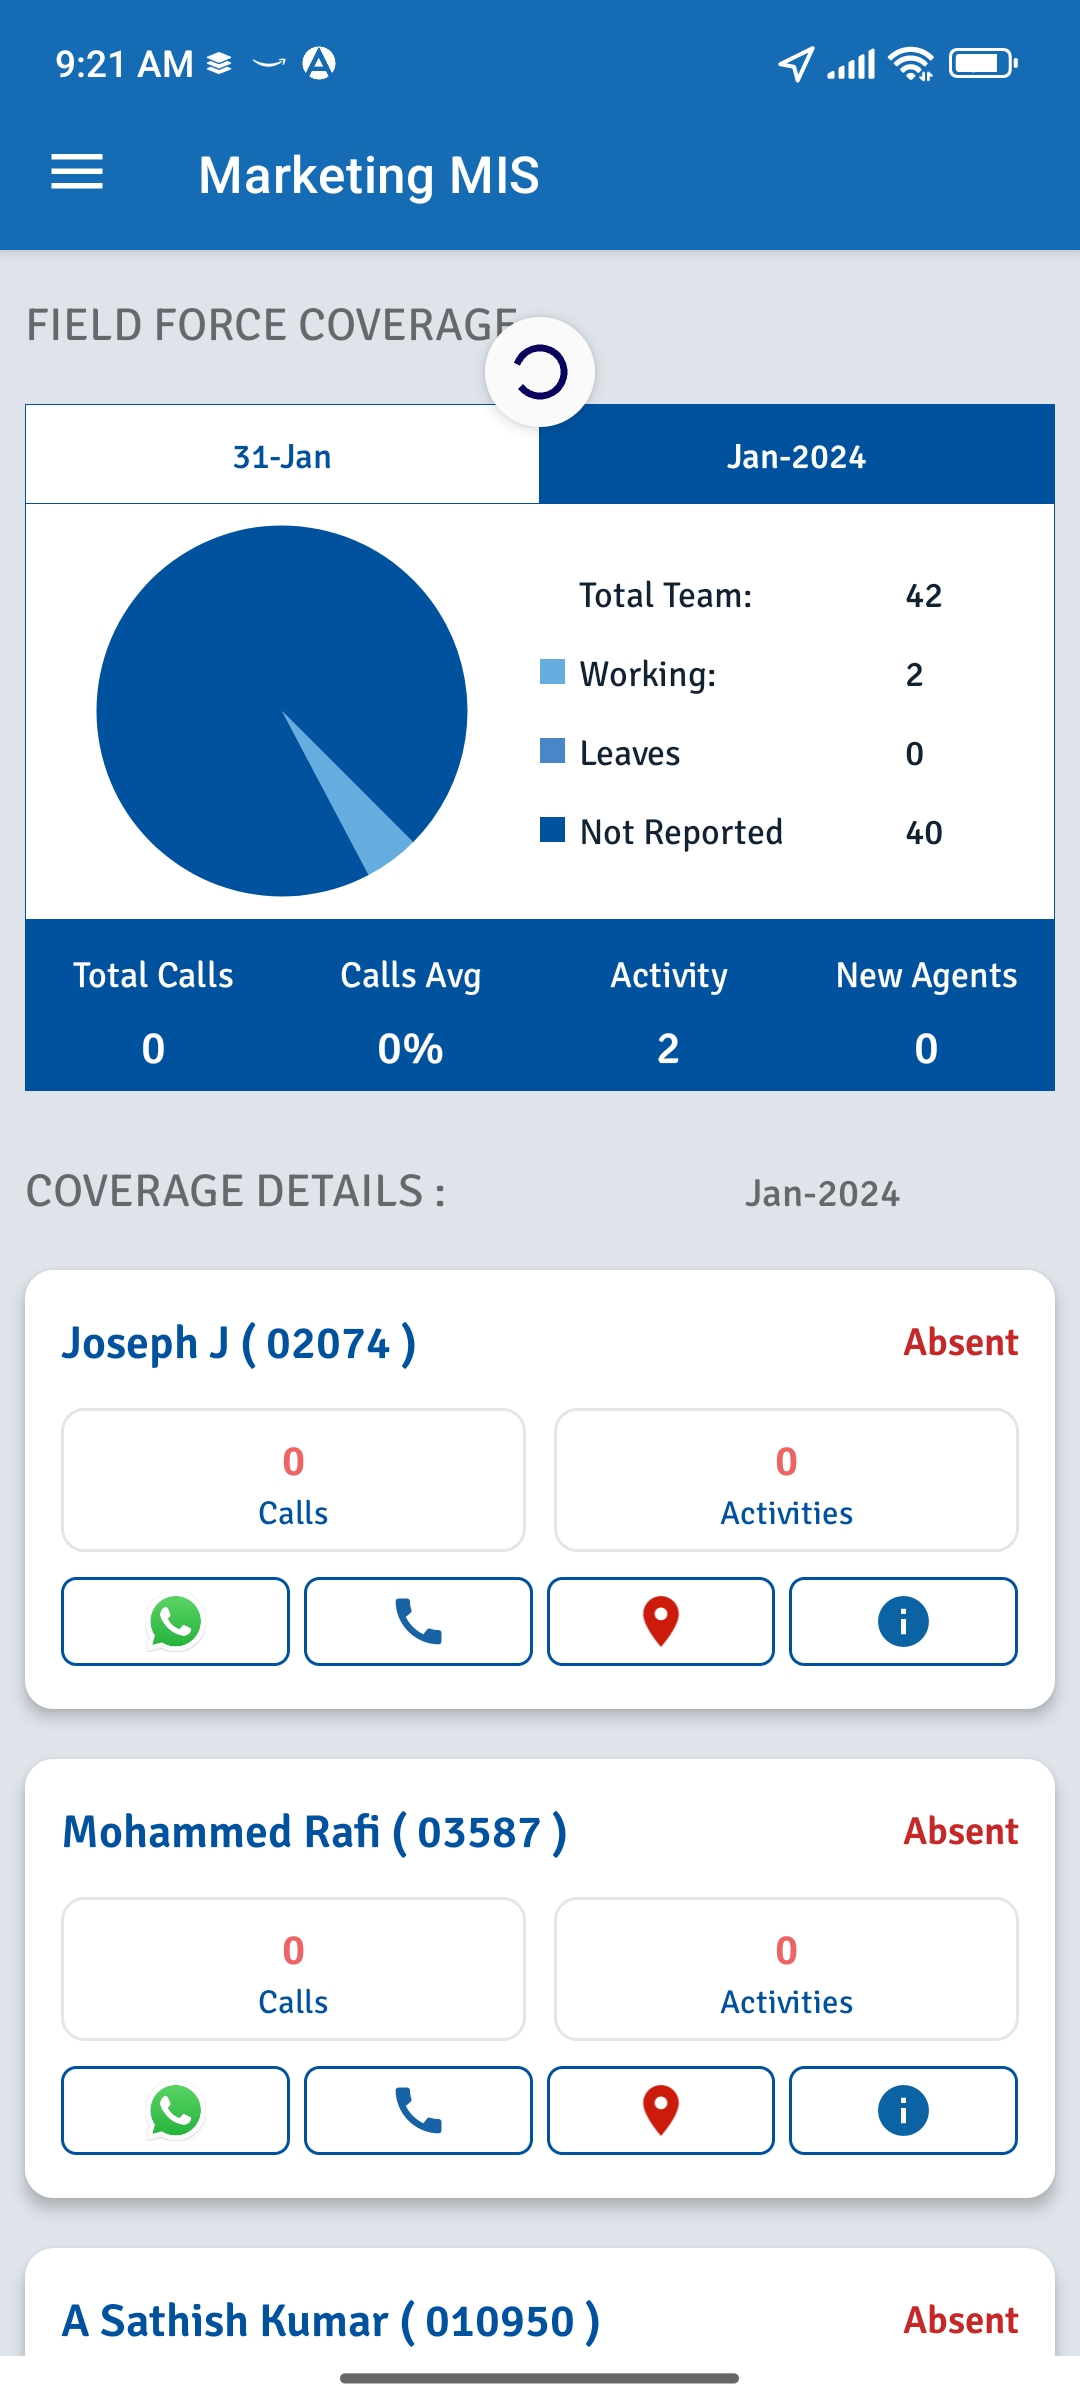 9:21 AM
Marketing MIS
FIELD FORCE COVERAGE
31-Jan Jan-2024
Total Team: 42
Working: 2
Leaves 0
Not Reported 40
Total Calls Calls Avg Activity New Agents
0 0% 2 0
COVERAGE DETAILS : Jan-2024
Joseph J ( 02074 ) Absent
0 0
Calls Activities
Mohammed Rafi ( 03587 ) Absent
0 0
Calls Activities
A Sathish Kumar ( 010950 ) Absent